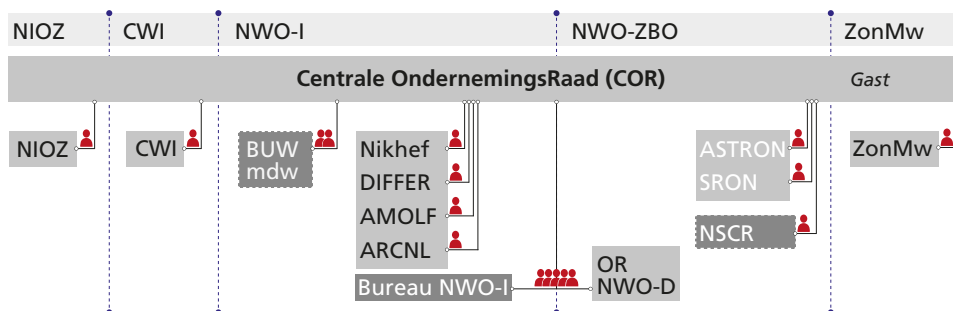 NIOZ
CWI
NWO-I
NWO-ZBO
ZonMw
Centrale OndernemingsRaad (COR)
Gast
NIOZ
CWI
BUW
mdw
Nikhef
DIFFER
AMOLF
ARCNL
Bureau NWO-I
OR
NWO-D
ASTRON
SRON
NSCR
ZonMw